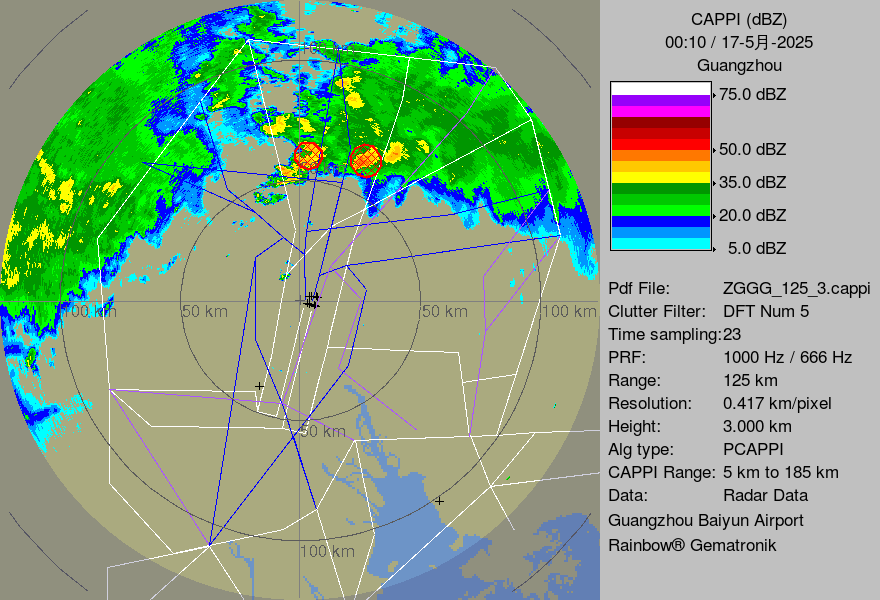 CAPPI (dBZ)
00:10 / 17-5月-2025
Guangzhou
75.0 dBZ
50.0 dBZ
35.0 dBZ
20.0 dBZ
5.0 dBZ
Pdf File: ZGGG_125_3.cappi
Clutter Filter: DFT Num 5
Time sampling:23
PRF: 1000 Hz / 666 Hz
Range: 125 km
Resolution: 0.417 km/pixel
Height: 3.000 km
Alg type: PCAPPI
CAPPI Range: 5 km to 185 km
Data: Radar Data
Guangzhou Baiyun Airport
Rainbow® Gematronik
100 km
50 km
50 km
100 km
50 km
100 km